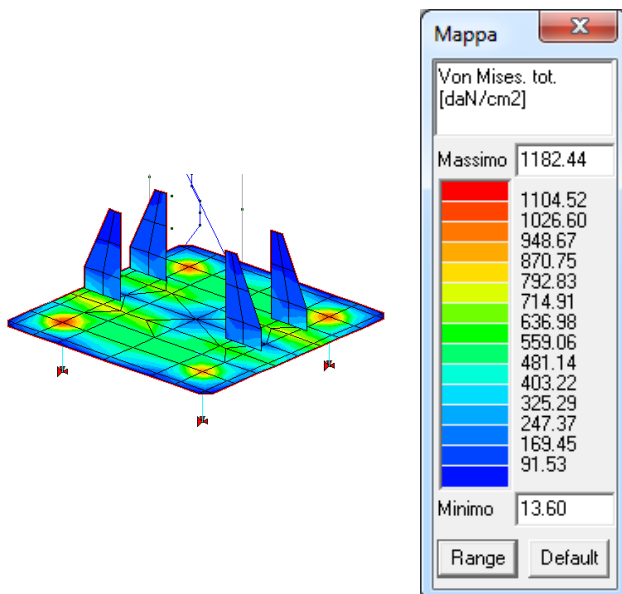 Mappa
Von Mises. tot.
[daN/cm2]
Massimo 1182.44
1104.52
1026.60
948.67
870.75
792.83
714.91
636.98
559.06
481.14
403.22
325.29
247.37
169.45
91.53
Minimo 13.60
Range Default